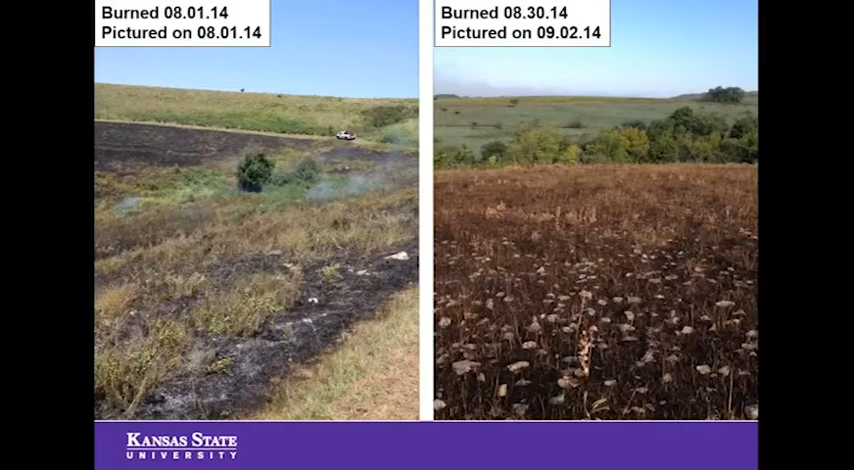 Burned 08.01.14
Pictured on 08.01.14
Burned 08.30.14
Pictured on 09.02.14
KANSAS STATE
UNIVERSITY